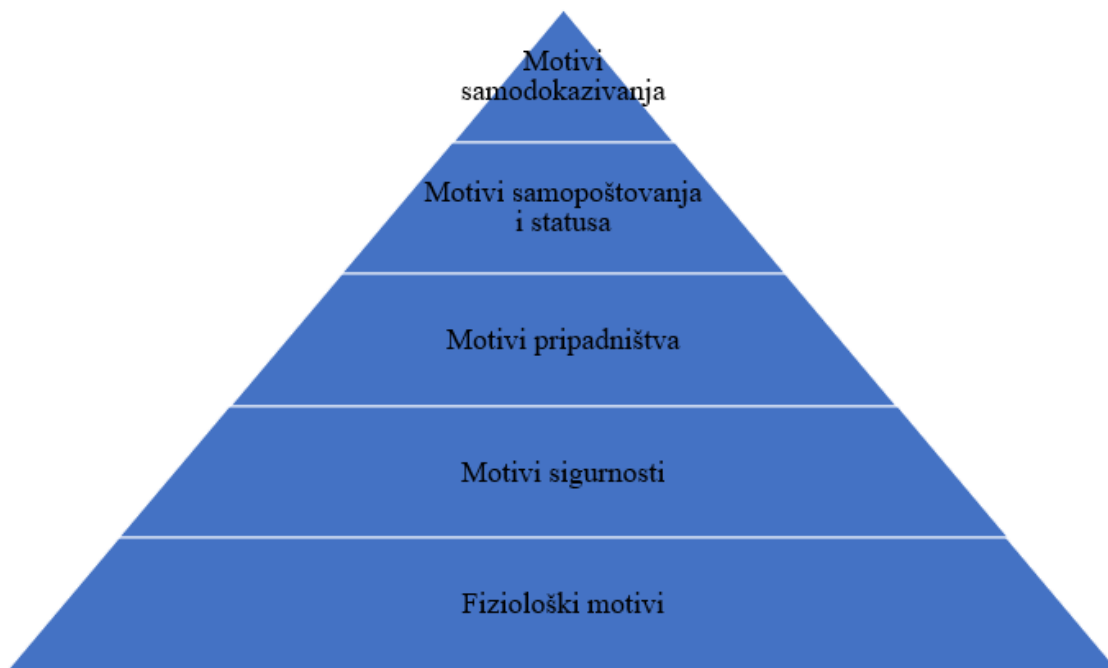 Motivi
samodokazivanja
Motivi samopoštovanja
i statusa
Motivi pripadništva
Motivi sigurnosti
Fiziološki motivi